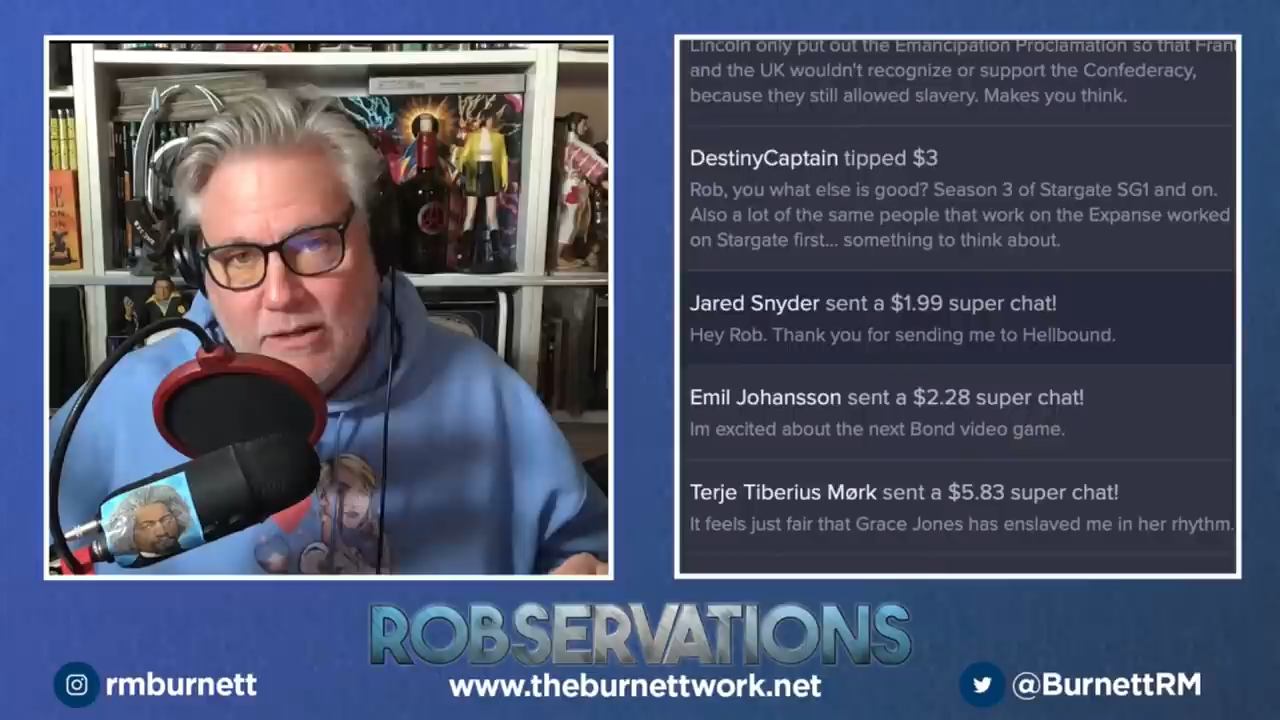 Lincoln only put out the Emancipation Proclamation so that Fran
and the UK wouldn't recognize or support the Confederacy,
because they still allowed slavery. Makes you think.
DestinyCaptain tipped $3
Rob, you what else is good? Season 3 of Stargate SG1 and on.
Also a lot of the same people that work on the Expanse worked
on Stargate first... something to think about.
Jared Snyder sent a $1.99 super chat!
Hey Rob. Thank you for sending me to Hellbound.
Emil Johansson sent a $2.28 super chat!
Im excited about the next Bond video game.
Terje Tiberius Mørk sent a $5.83 super chat!
It feels just fair that Grace Jones has enslaved me in her rhythm.
ROBSERVATIONS
rmburnett
www.theburnettwork.net
@BurnettRM